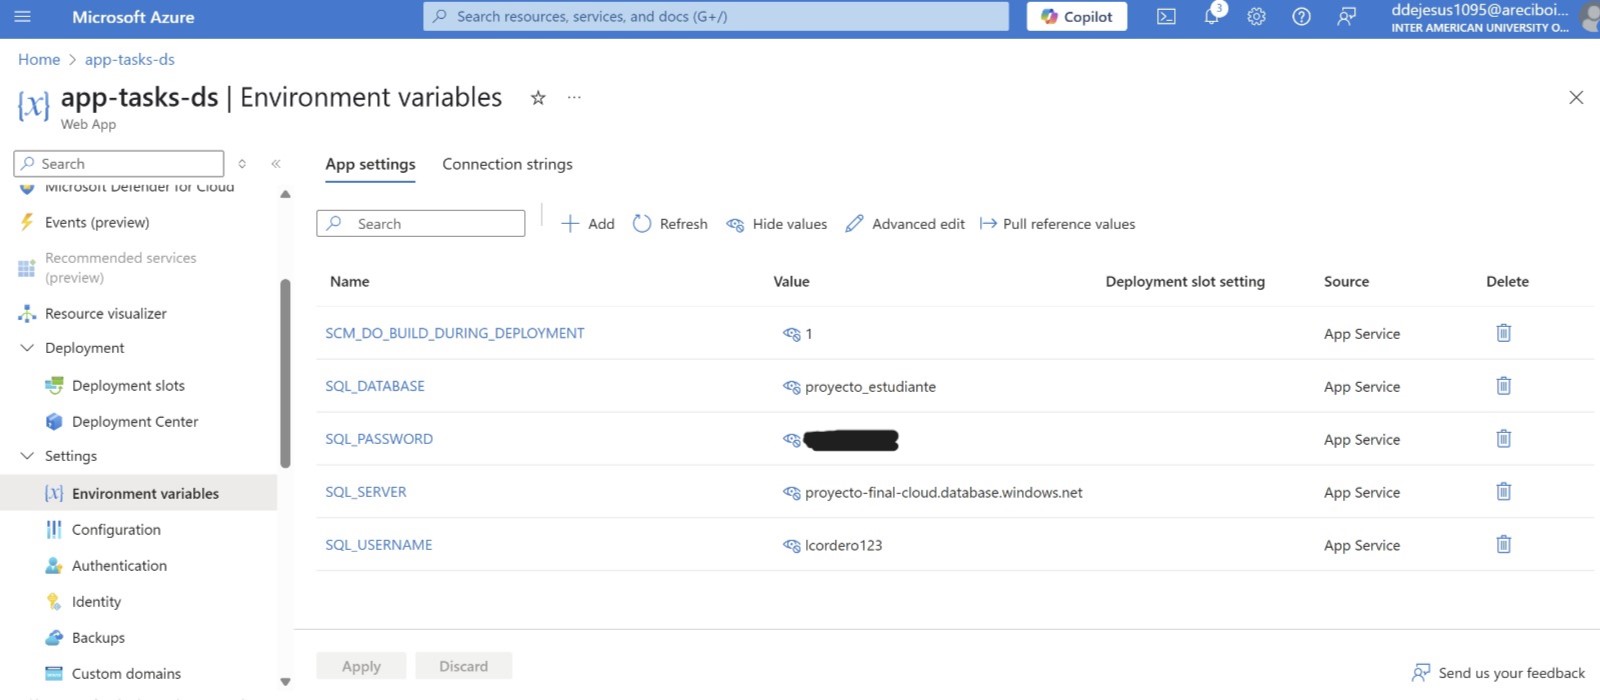 Microsoft Azure
Search resources, services, and docs (G+/)
Copilot
3
ddejesus1095@areciboi...
INTER AMERICAN UNIVERSITY O...
Home > app-tasks-ds
{x} app-tasks-ds | Environment variables
Web App
Search
App settings Connection strings
Microsoft Defender for Cloud
Events (preview)
Recommended services
(preview)
Resource visualizer
Deployment
Deployment slots
Deployment Center
Settings
[x] Environment variables
Configuration
Authentication
Identity
Backups
Custom domains
Search
Add Refresh Hide values Advanced edit Pull reference values
Name Value Deployment slot setting Source Delete
SCM_DO_BUILD_DURING_DEPLOYMENT 1 App Service
SQL_DATABASE proyecto_estudiante App Service
SQL_PASSWORD App Service
SQL_SERVER proyecto-final-cloud.database.windows.net App Service
SQL_USERNAME lcordero123 App Service
Apply Discard
Send us your feedback